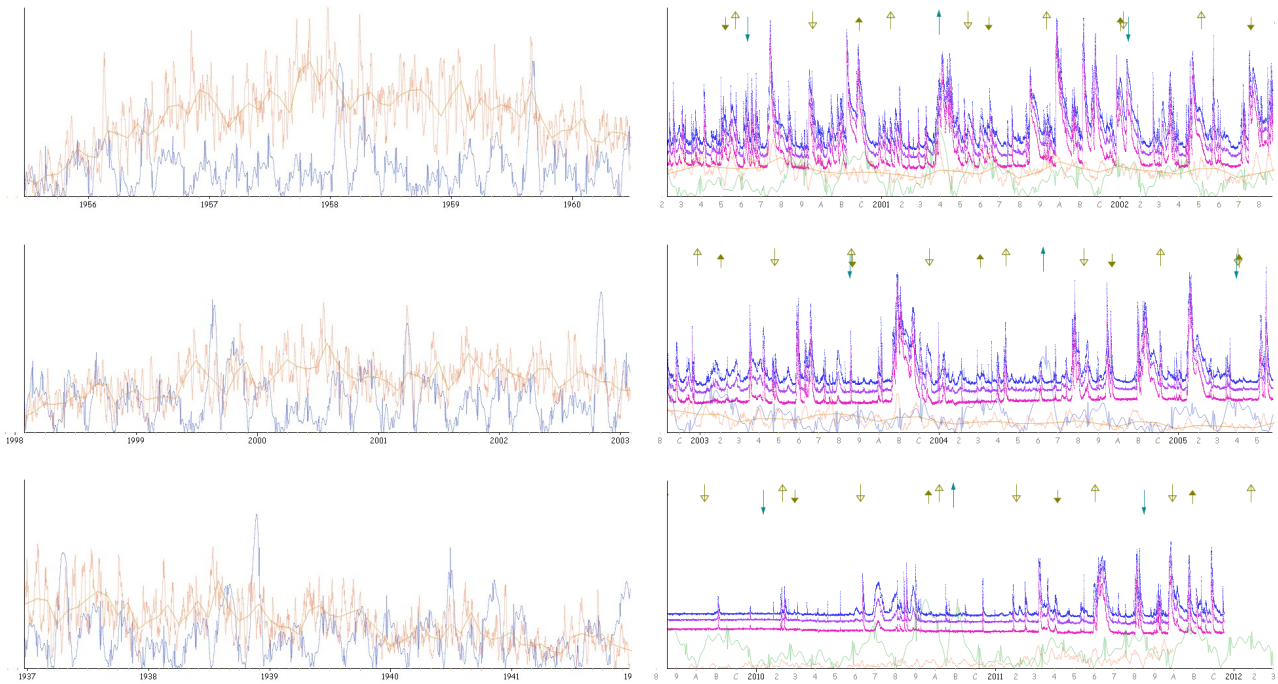 1956 1957 1958 1959 1960
2 3 4 5 6 7 8 9 A B C 2001 2 3 4 5 6 7 8 9 A B C 2002 2 3 4 5 6 7 8
1998 1999 2000 2001 2002 2003
B C 2003 2 3 4 5 6 7 8 9 A B C 2004 2 3 4 5 6 7 8 9 A B C 2005 2 3 4 5
1937 1938 1939 1940 1941 19
8 9 A B C 2010 2 3 4 5 6 7 8 9 A B C 2011 2 3 4 5 6 7 8 9 A B C 2012 2 3